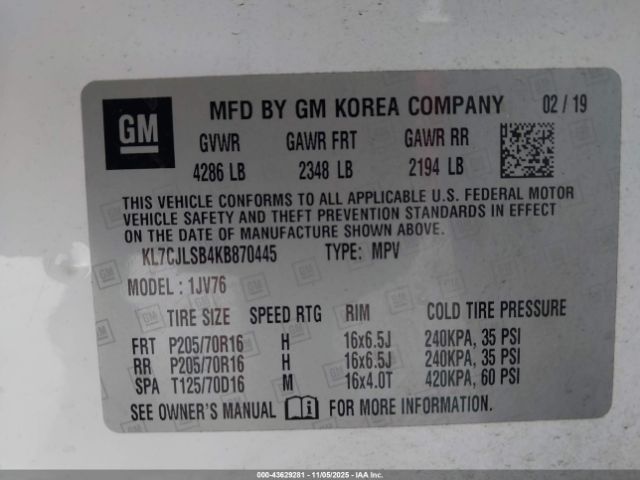 GM MFD BY GM KOREA COMPANY 02 / 19
GVWR GAWR FRT GAWR RR
4286 LB 2348 LB 2194 LB
THIS VEHICLE CONFORMS TO ALL APPLICABLE U.S. FEDERAL MOTOR
VEHICLE SAFETY AND THEFT PREVENTION STANDARDS IN EFFECT
ON THE DATE OF MANUFACTURE SHOWN ABOVE.
KL7CJLSB4KB870445 TYPE: MPV
MODEL : 1JV76
TIRE SIZE SPEED RTG RIM COLD TIRE PRESSURE
FRT P205/70R16 H 16x6.5J 240KPA, 35 PSI
RR P205/70R16 H 16x6.5J 240KPA, 35 PSI
SPA T125/70D16 M 16x4.0T 420KPA, 60 PSI
SEE OWNER'S MANUAL FOR MORE INFORMATION.
000-43629281 - 11/05/2025 - IAA Inc.